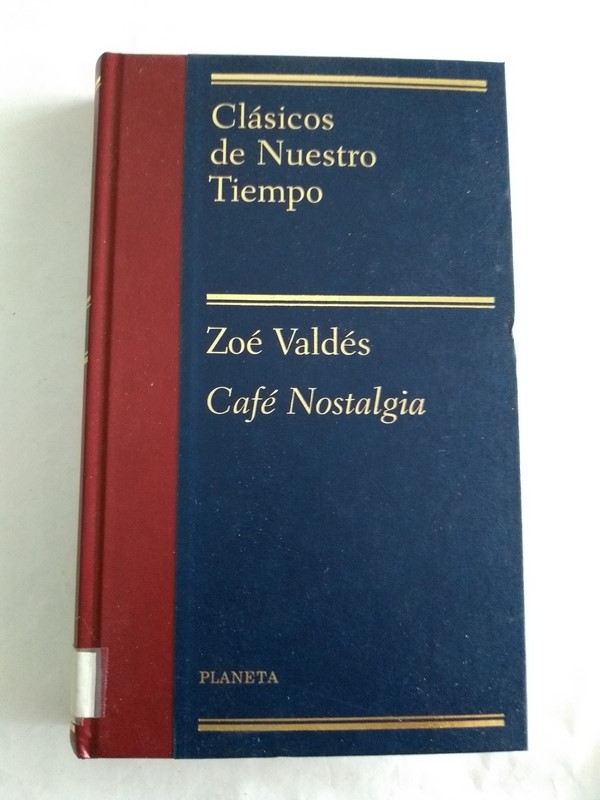 Clásicos
de Nuestro
Tiempo
Zoé Valdés
Café Nostalgia
PLANETA